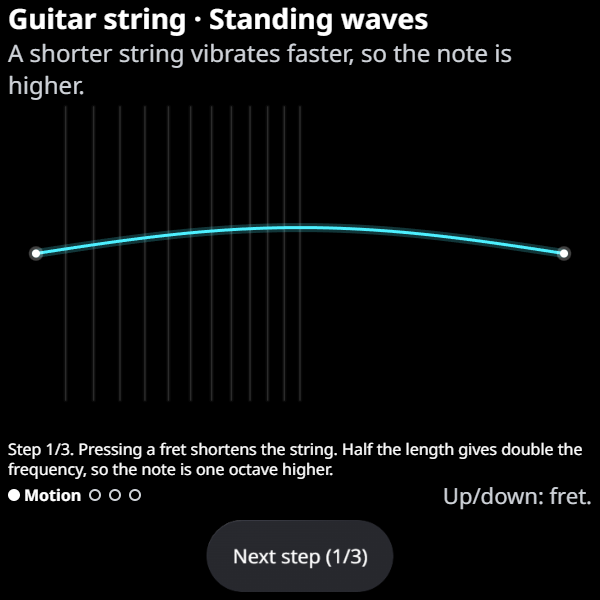 Guitar string · Standing waves
A shorter string vibrates faster, so the note is
higher.
Step 1/3. Pressing a fret shortens the string. Half the length gives double the
frequency, so the note is one octave higher.
Motion
Up/down: fret.
Next step (1/3)